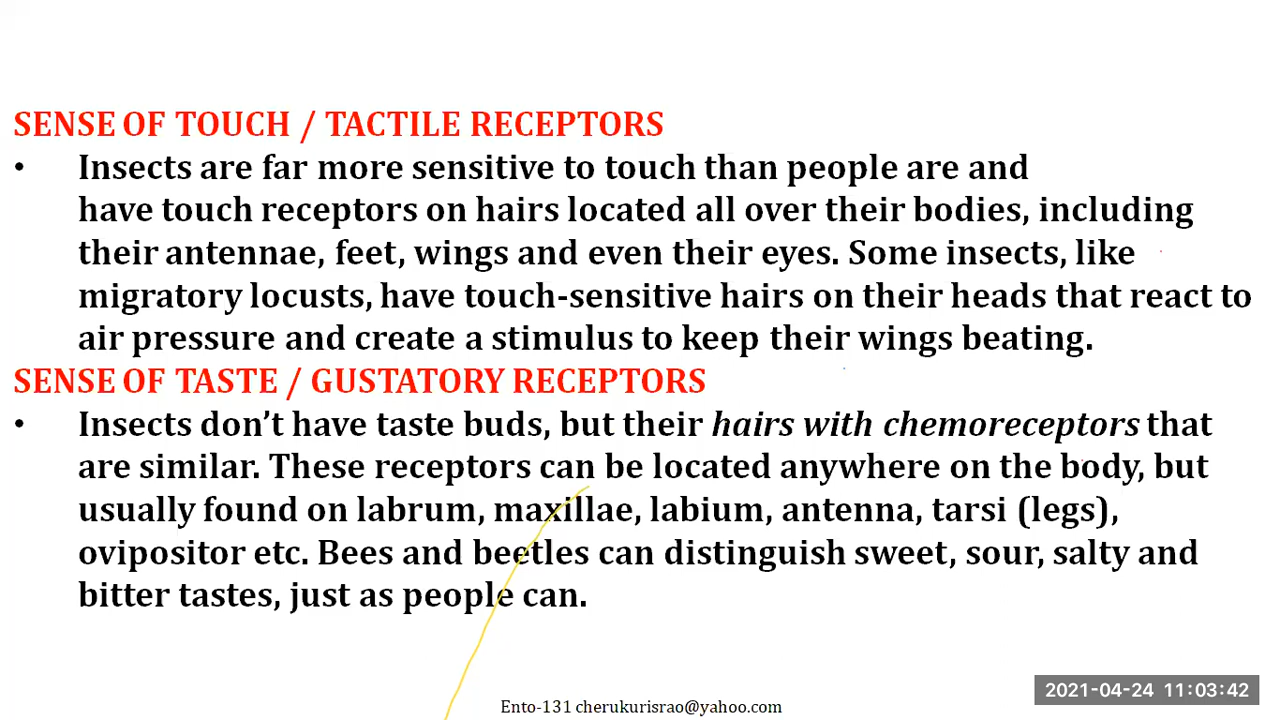 SENSE OF TOUCH / TACTILE RECEPTORS
• Insects are far more sensitive to touch than people are and
have touch receptors on hairs located all over their bodies, including
their antennae, feet, wings and even their eyes. Some insects, like
migratory locusts, have touch-sensitive hairs on their heads that react to
air pressure and create a stimulus to keep their wings beating.
SENSE OF TASTE / GUSTATORY RECEPTORS
• Insects don’t have taste buds, but their hairs with chemoreceptors that
are similar. These receptors can be located anywhere on the body, but
usually found on labrum, maxillae, labium, antenna, tarsi (legs),
ovipositor etc. Bees and beetles can distinguish sweet, sour, salty and
bitter tastes, just as people can.
Ento-131 cherukurisrao@yahoo.com
2021-04-24 11:03:42